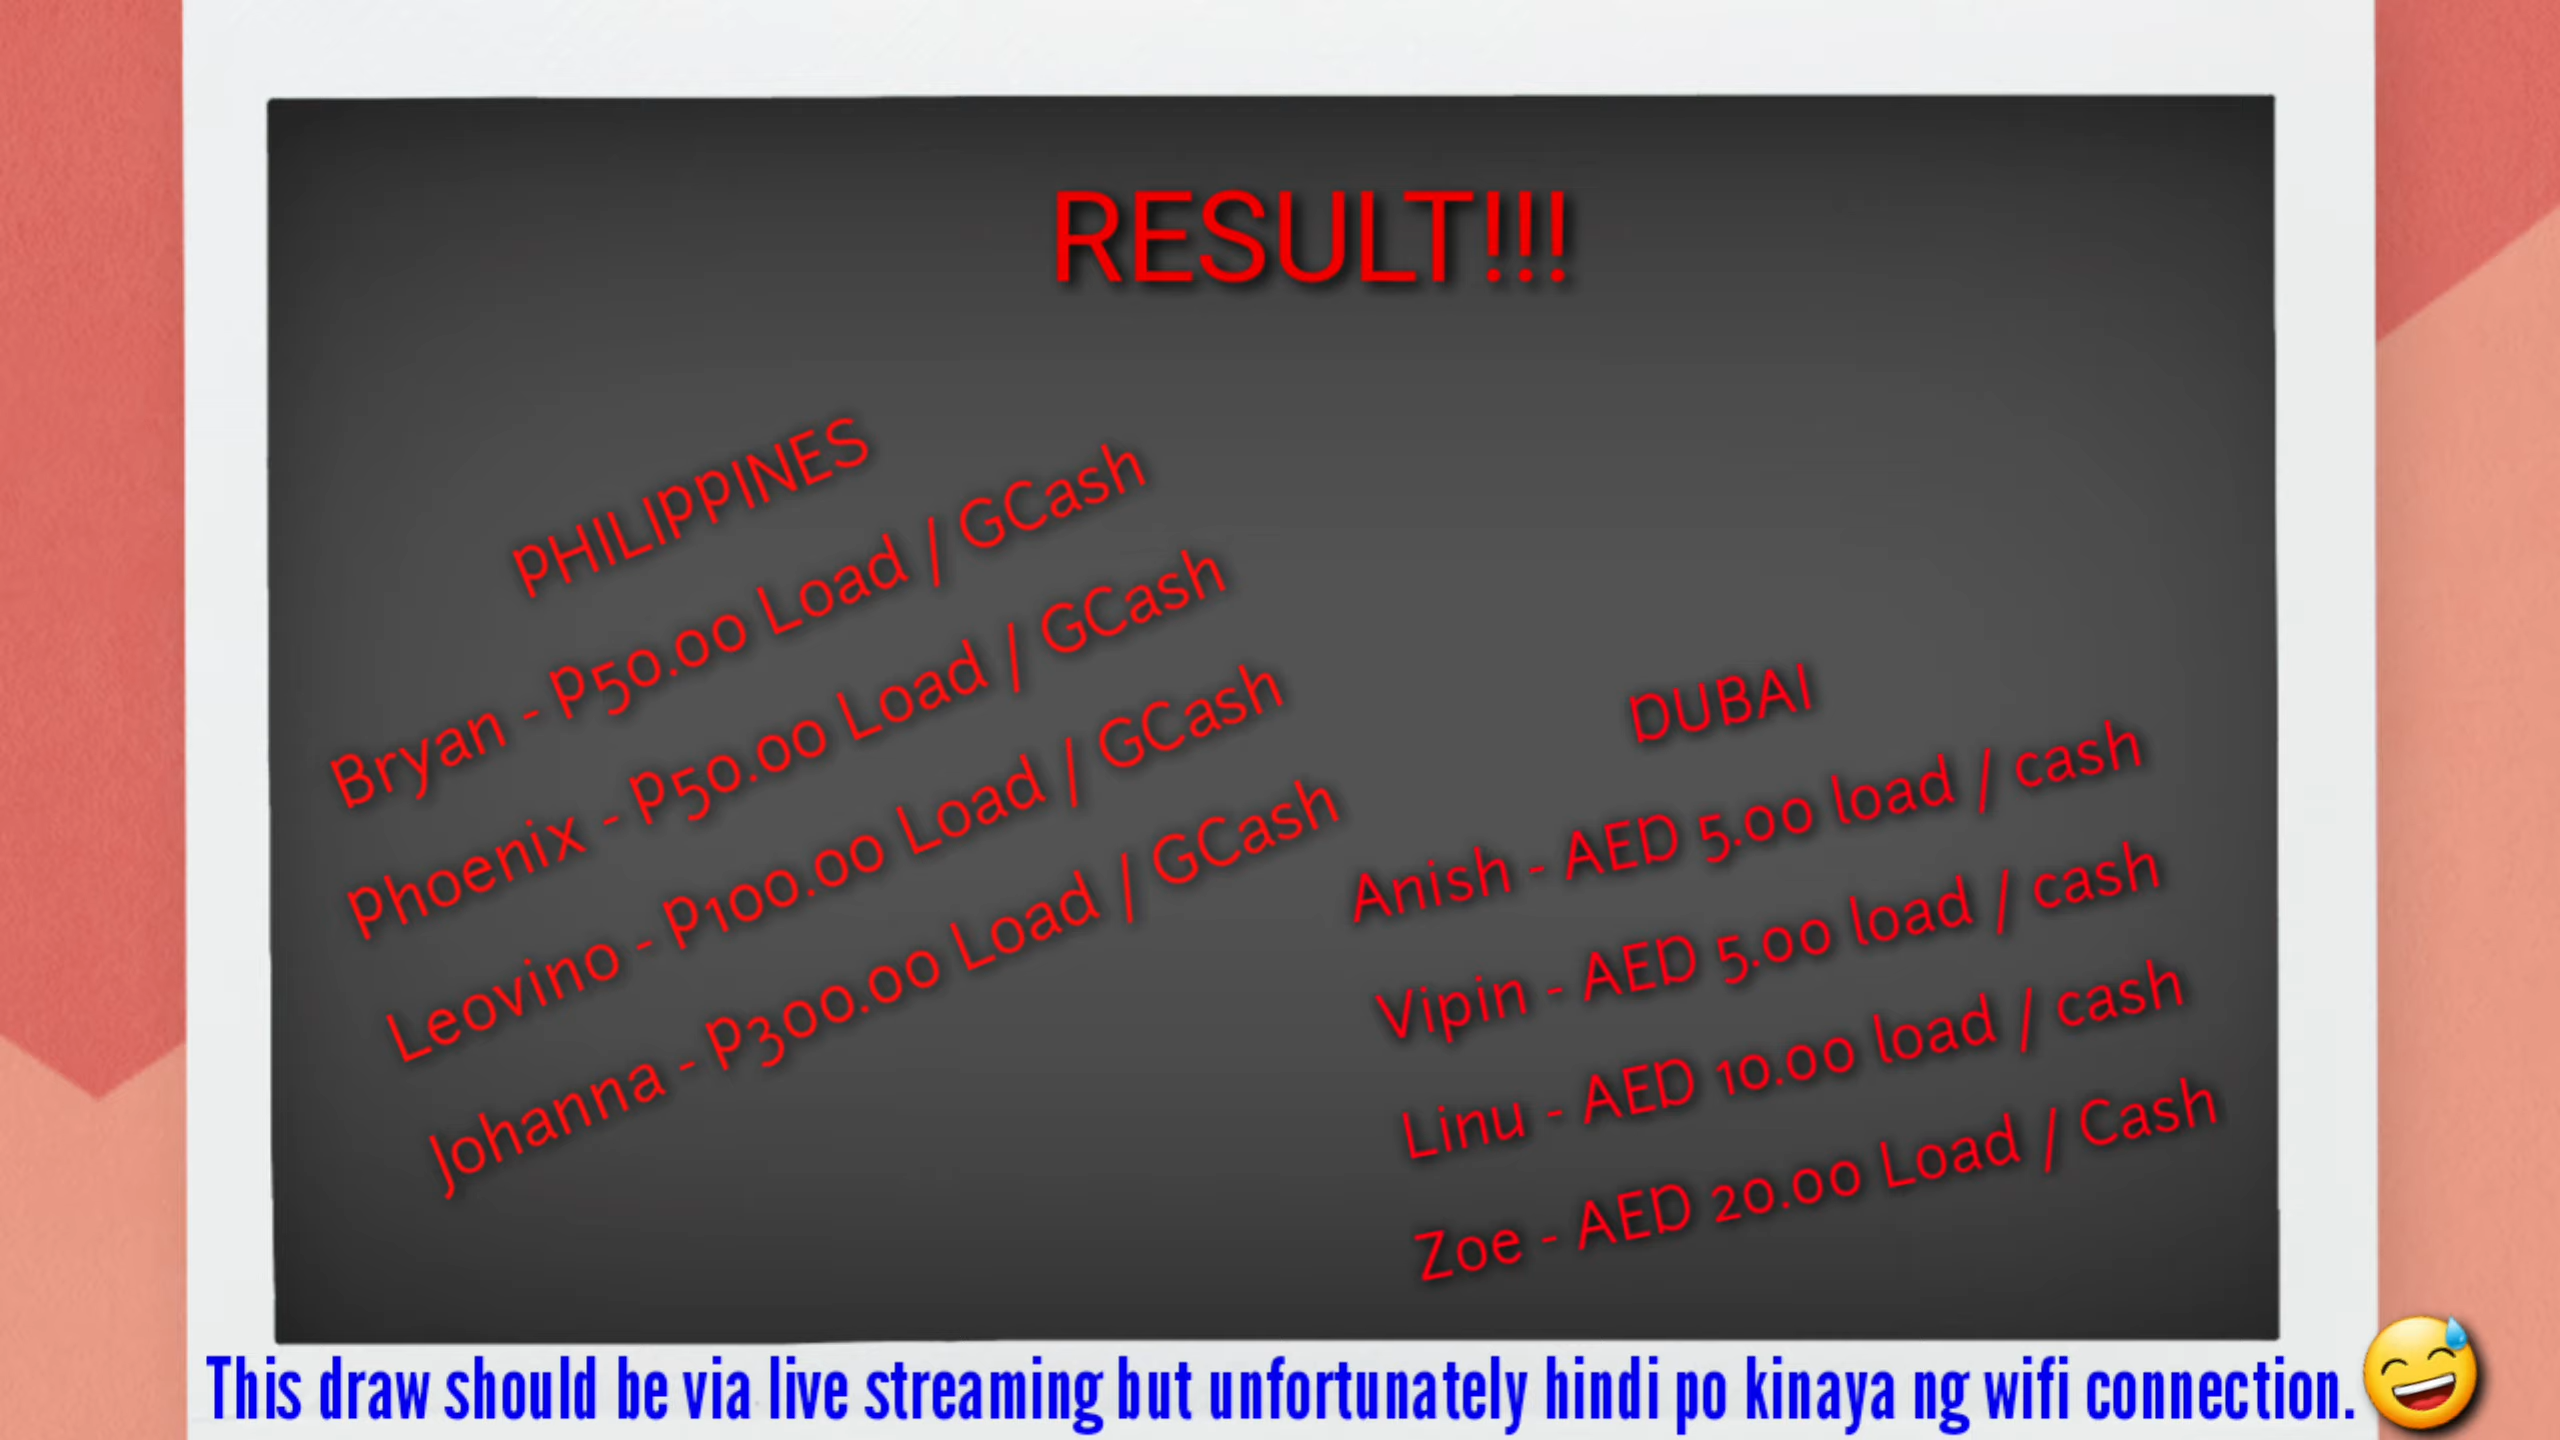 RESULT!!!
PHILIPPINES
Bryan - P50.00 Load / GCash
Phoenix - P50.00 Load / GCash
Leovino - P100.00 Load / GCash
Johanna - P300.00 Load / GCash
DUBAI
Anish - AED 5.00 load / cash
Vipin - AED 5.00 load / cash
Linu - AED 10.00 load / cash
Zoe - AED 20.00 Load / Cash
This draw should be via live streaming but unfortunately hindi po kinaya ng wifi connection.😅